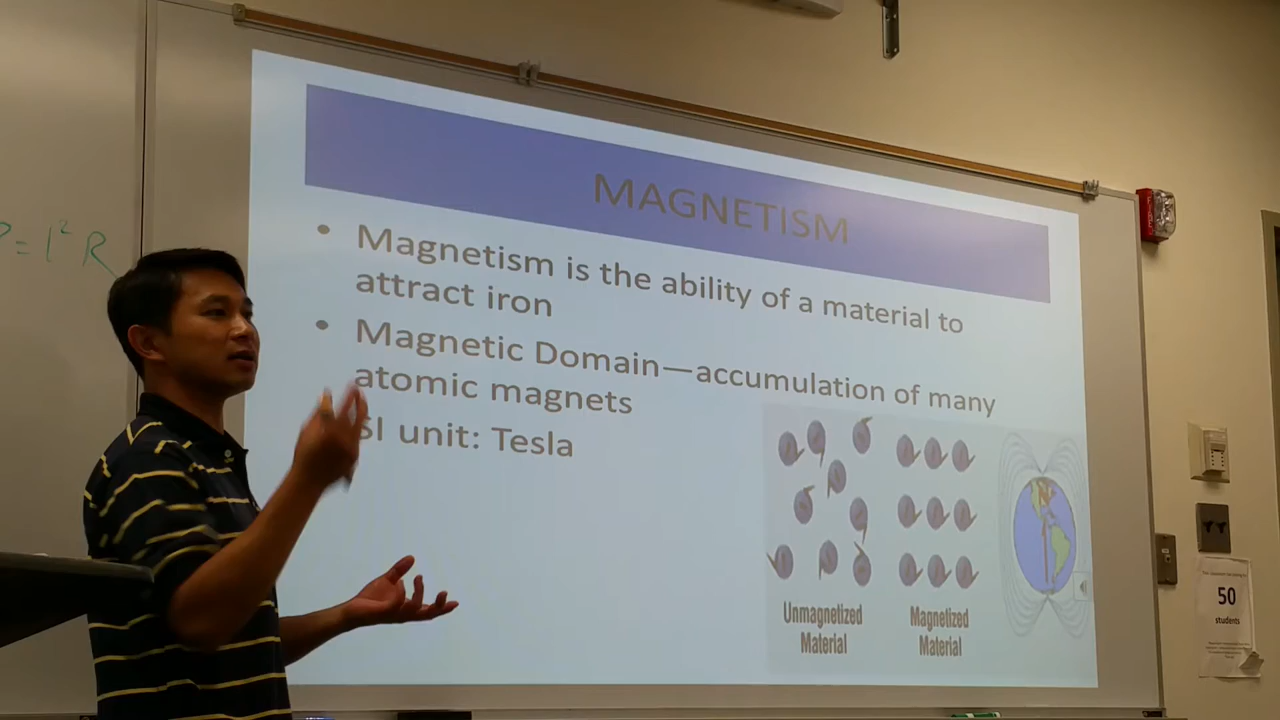 P = I² R
MAGNETISM
• Magnetism is the ability of a material to
attract iron
• Magnetic Domain—accumulation of many
atomic magnets
SI unit: Tesla
Unmagnetized
Material
Magnetized
Material
FIRE
50
students